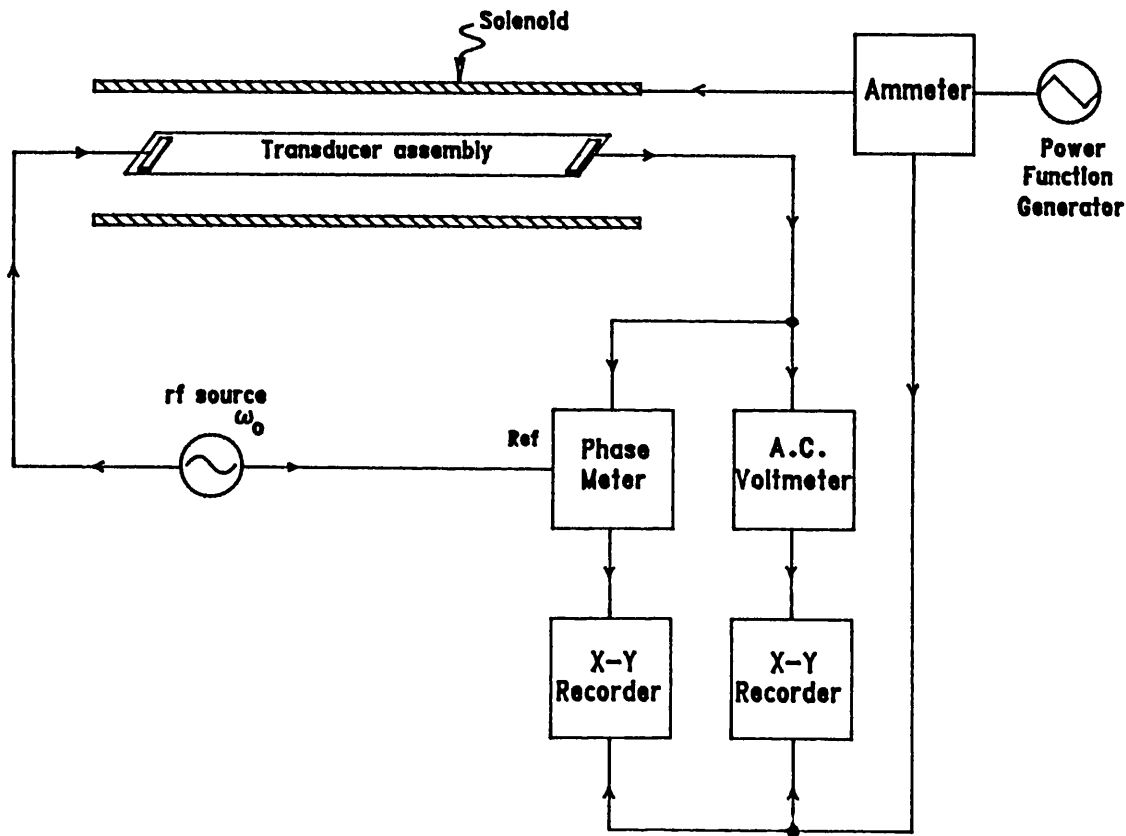 Solenoid
Ammeter
Transducer assembly
Power
Function
Generator
rf source
ω₀
Ref
Phase
Meter
A.C.
Voltmeter
X-Y
Recorder
X-Y
Recorder